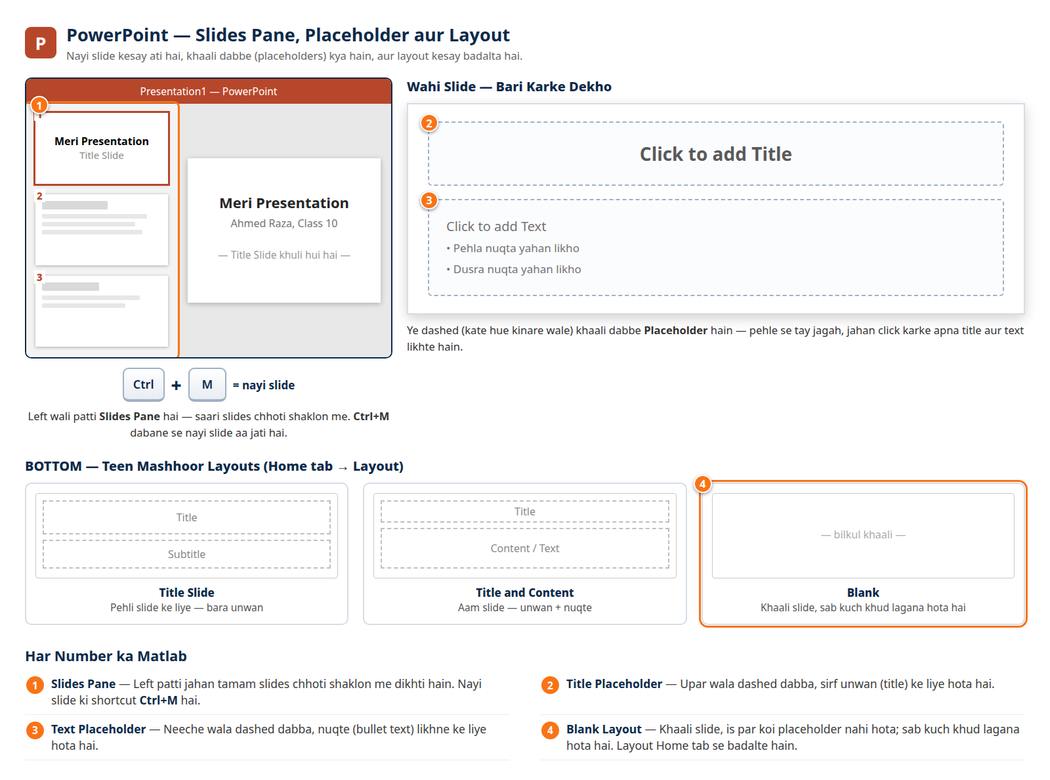 P
PowerPoint — Slides Pane, Placeholder aur Layout
Nayi slide kesay ati hai, khaali dabbe (placeholders) kya hain, aur layout kesay badalta hai.
Presentation1 — PowerPoint
1
Meri Presentation
Title Slide
2
3
Meri Presentation
Ahmed Raza, Class 10
— Title Slide khuli hui hai —
Ctrl + M = nayi slide
Left wali patti Slides Pane hai — saari slides chhoti shaklon me. Ctrl+M
dabane se nayi slide aa jati hai.
Wahi Slide — Bari Karke Dekho
2
Click to add Title
3
Click to add Text
• Pehla nuqta yahan likho
• Dusra nuqta yahan likho
Ye dashed (kate hue kinare wale) khaali dabbe Placeholder hain — pehle se tay jagah, jahan click karke apna title aur text
likhte hain.
BOTTOM — Teen Mashhoor Layouts (Home tab → Layout)
Title
Subtitle
Title Slide
Pehli slide ke liye — bara unwan
Title
Content / Text
Title and Content
Aam slide — unwan + nuqte
4
— bilkul khaali —
Blank
Khaali slide, sab kuch khud lagana hota hai
Har Number ka Matlab
1 Slides Pane — Left patti jahan tamam slides chhoti shaklon me dikhti hain. Nayi
slide ki shortcut Ctrl+M hai.
2 Title Placeholder — Upar wala dashed dabba, sirf unwan (title) ke liye hota hai.
3 Text Placeholder — Neeche wala dashed dabba, nuqte (bullet text) likhne ke liye
hota hai.
4 Blank Layout — Khaali slide, is par koi placeholder nahi hota; sab kuch khud lagana
hota hai. Layout Home tab se badalte hain.